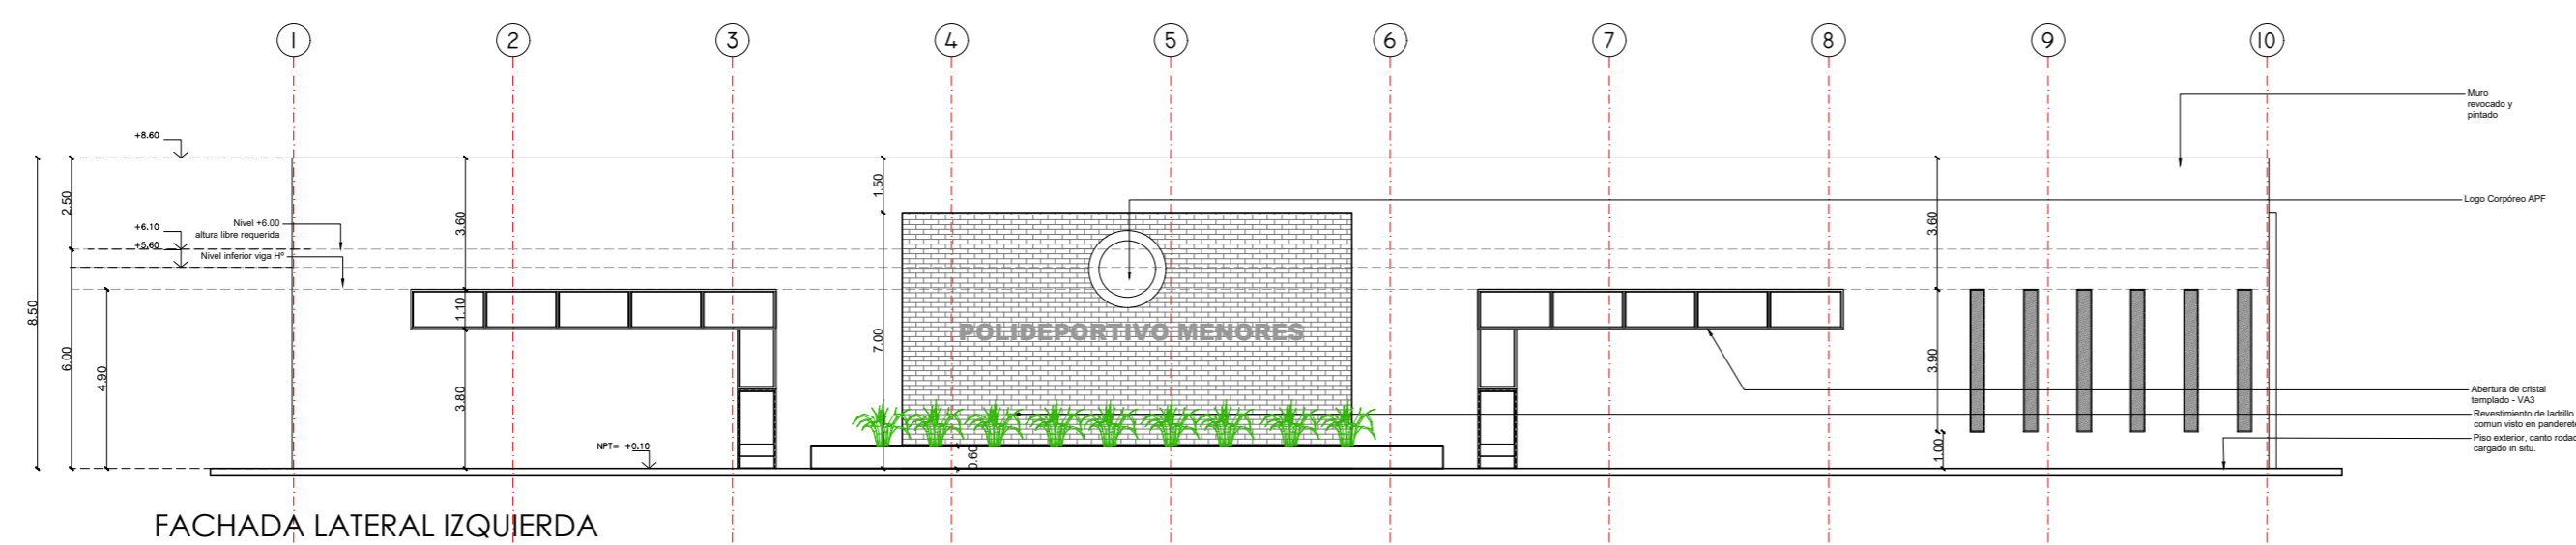 1 2 3 4 5 6 7 8 9 10
Muro
revocado y
pintado
+8.60
2.50
8.50
1.50
3.60
3.60
Logo Corpóreo APF
Nivel +6.00
altura libre requerida
+6.10
+5.60
Nivel inferior viga Hº
1.10
POLIDEPORTIVO MENORES
7.00
6.00
4.90
3.80
3.90
Abertura de cristal
templado - VA3
Revestimiento de ladrillo
comun visto en panderete
Piso exterior, canto rodad
cargado in situ.
NPT= +0.10
0.60
1.00
FACHADA LATERAL IZQUIERDA